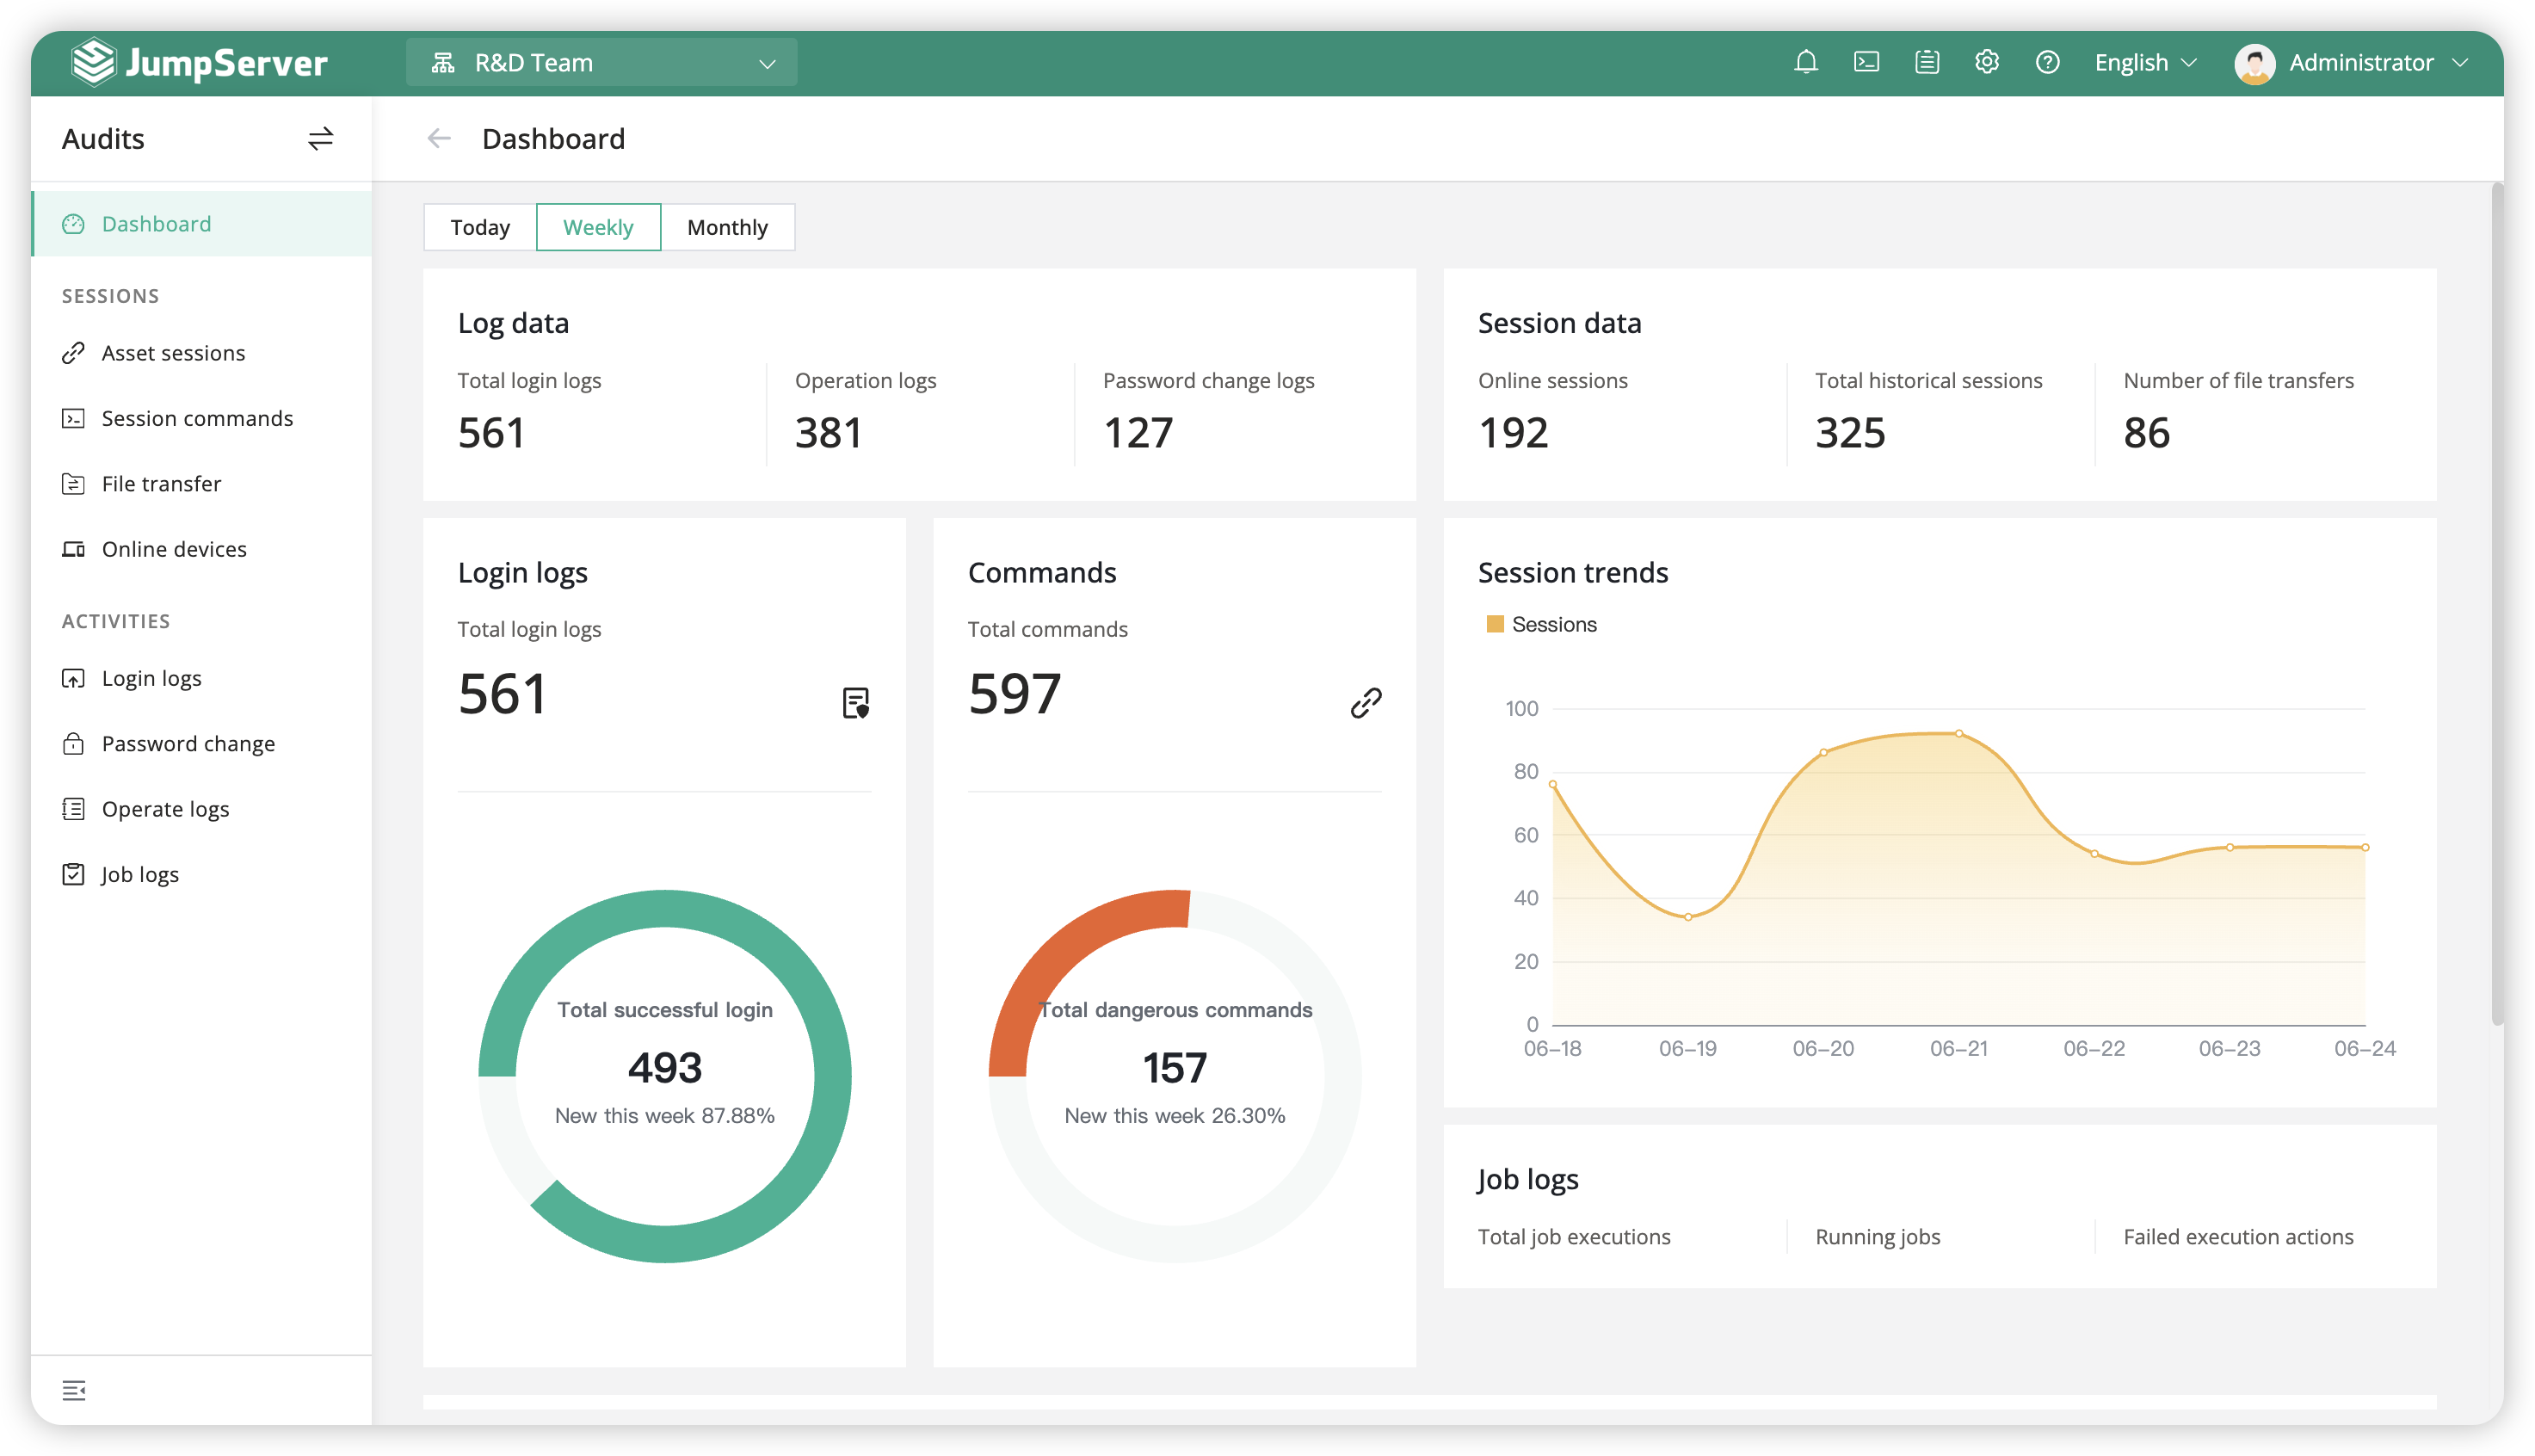 JumpServer
R&D Team
English
Administrator
Audits
Dashboard
Dashboard
SESSIONS
Asset sessions
Session commands
File transfer
Online devices
ACTIVITIES
Login logs
Password change
Operate logs
Job logs
Today
Weekly
Monthly
Log data
Total login logs
Operation logs
Password change logs
561
381
127
Session data
Online sessions
Total historical sessions
Number of file transfers
192
325
86
Login logs
Total login logs
561
Total successful login
493
New this week 87.88%
Commands
Total commands
597
Total dangerous commands
157
New this week 26.30%
Session trends
Sessions
100
80
60
40
20
0
06-18
06-19
06-20
06-21
06-22
06-23
06-24
Job logs
Total job executions
Running jobs
Failed execution actions